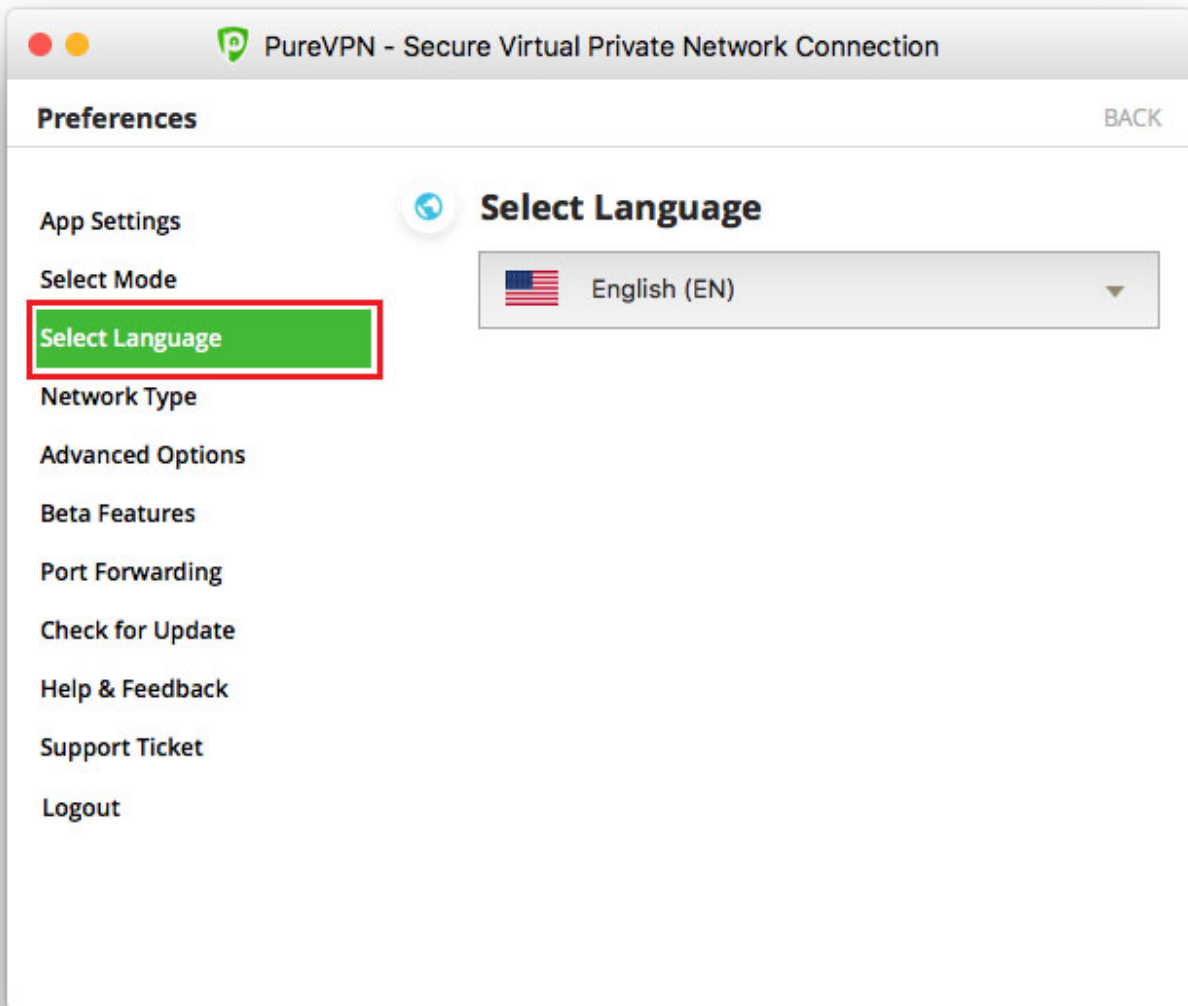 PureVPN - Secure Virtual Private Network Connection
Preferences
BACK
App Settings
Select Mode
Select Language
Network Type
Advanced Options
Beta Features
Port Forwarding
Check for Update
Help & Feedback
Support Ticket
Logout
Select Language
English (EN)